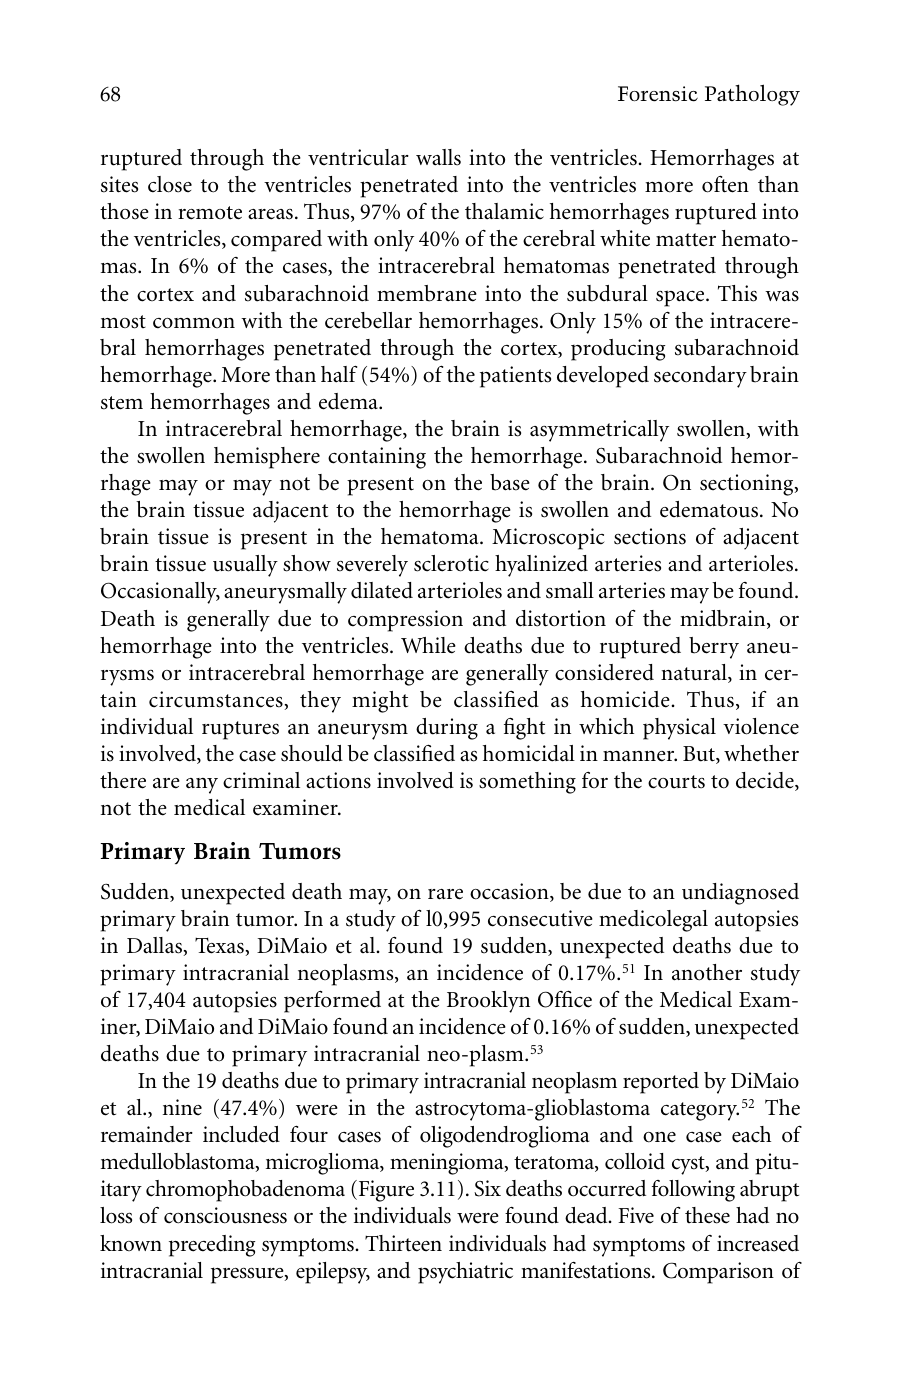 68 Forensic Pathology
ruptured through the ventricular walls into the ventricles. Hemorrhages at
sites close to the ventricles penetrated into the ventricles more often than
those in remote areas. Thus, 97% of the thalamic hemorrhages ruptured into
the ventricles, compared with only 40% of the cerebral white matter hemato-
mas. In 6% of the cases, the intracerebral hematomas penetrated through
the cortex and subarachnoid membrane into the subdural space. This was
most common with the cerebellar hemorrhages. Only 15% of the intracere-
bral hemorrhages penetrated through the cortex, producing subarachnoid
hemorrhage. More than half (54%) of the patients developed secondary brain
stem hemorrhages and edema.
In intracerebral hemorrhage, the brain is asymmetrically swollen, with
the swollen hemisphere containing the hemorrhage. Subarachnoid hemor-
rhage may or may not be present on the base of the brain. On sectioning,
the brain tissue adjacent to the hemorrhage is swollen and edematous. No
brain tissue is present in the hematoma. Microscopic sections of adjacent
brain tissue usually show severely sclerotic hyalinized arteries and arterioles.
Occasionally, aneurysmally dilated arterioles and small arteries may be found.
Death is generally due to compression and distortion of the midbrain, or
hemorrhage into the ventricles. While deaths due to ruptured berry aneu-
rysms or intracerebral hemorrhage are generally considered natural, in cer-
tain circumstances, they might be classified as homicide. Thus, if an
individual ruptures an aneurysm during a fight in which physical violence
is involved, the case should be classified as homicidal in manner. But, whether
there are any criminal actions involved is something for the courts to decide,
not the medical examiner.
Primary Brain Tumors
Sudden, unexpected death may, on rare occasion, be due to an undiagnosed
primary brain tumor. In a study of l0,995 consecutive medicolegal autopsies
in Dallas, Texas, DiMaio et al. found 19 sudden, unexpected deaths due to
primary intracranial neoplasms, an incidence of 0.17%.51 In another study
of 17,404 autopsies performed at the Brooklyn Office of the Medical Exam-
iner, DiMaio and DiMaio found an incidence of 0.16% of sudden, unexpected
deaths due to primary intracranial neo-plasm.53
In the 19 deaths due to primary intracranial neoplasm reported by DiMaio
et al., nine (47.4%) were in the astrocytoma-glioblastoma category.52 The
remainder included four cases of oligodendroglioma and one case each of
medulloblastoma, microglioma, meningioma, teratoma, colloid cyst, and pitu-
itary chromophobadenoma (Figure 3.11). Six deaths occurred following abrupt
loss of consciousness or the individuals were found dead. Five of these had no
known preceding symptoms. Thirteen individuals had symptoms of increased
intracranial pressure, epilepsy, and psychiatric manifestations. Comparison of